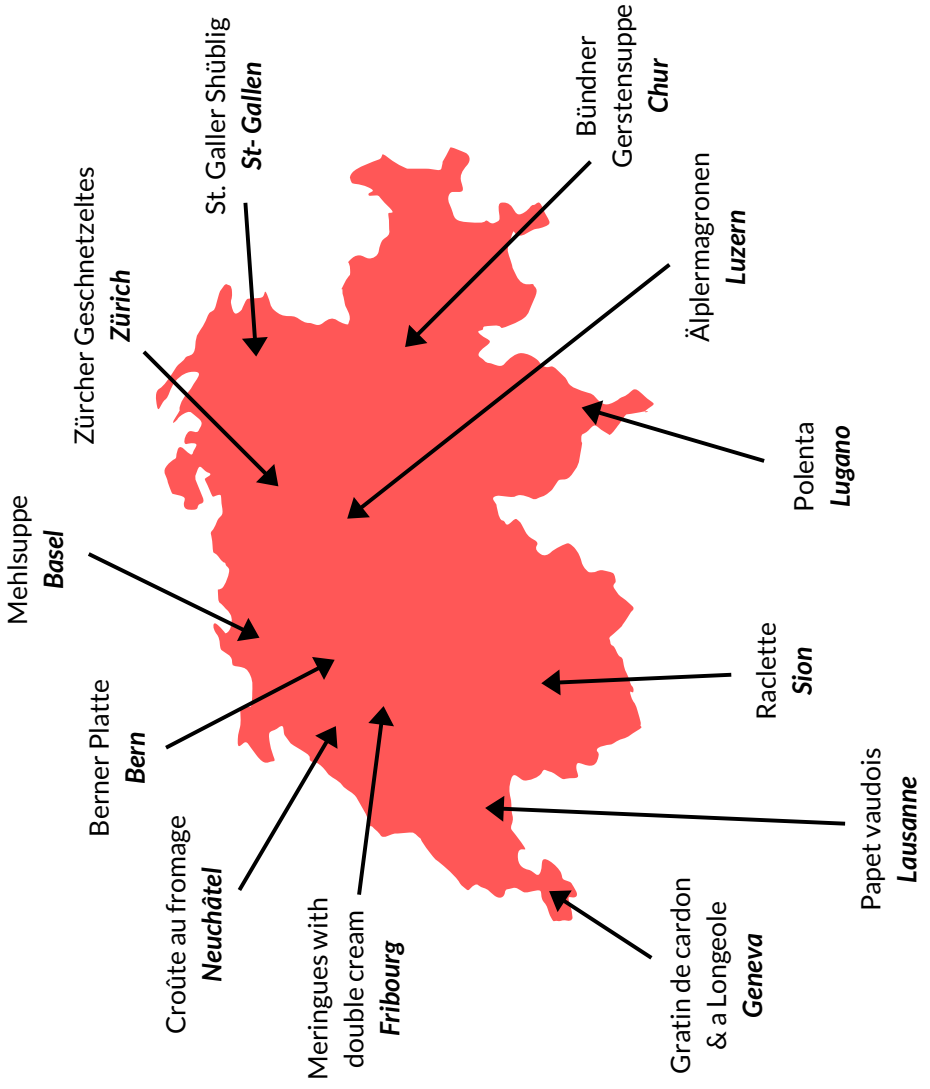 Mehlsuppe
Basel
Zürcher Geschnetzeltes
Zürich
St. Galler Shüblig
St- Gallen
Berner Platte
Bern
Croûte au fromage
Neuchâtel
Meringues with
double cream
Fribourg
Bündner
Gerstensuppe
Chur
Älplermagronen
Luzern
Polenta
Lugano
Raclette
Sion
Papet vaudois
Lausanne
Gratin de cardon
& a Longeole
Geneva